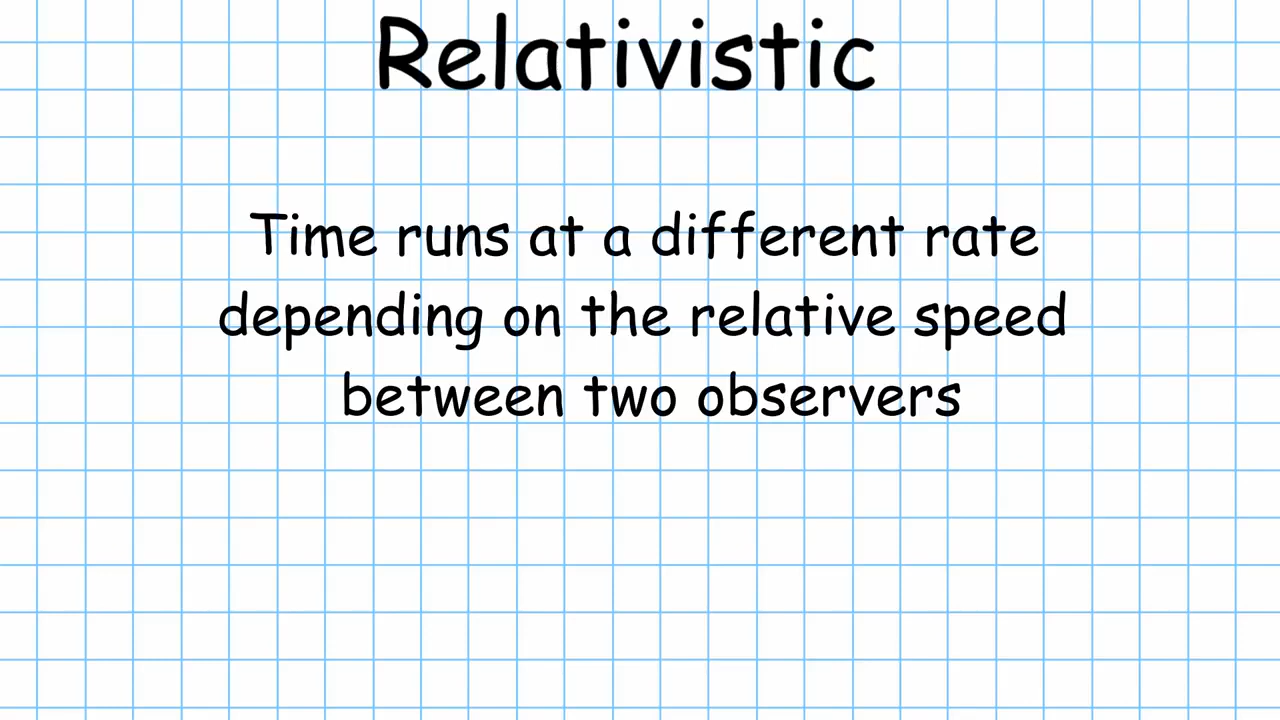 Relativistic
Time runs at a different rate
depending on the relative speed
between two observers